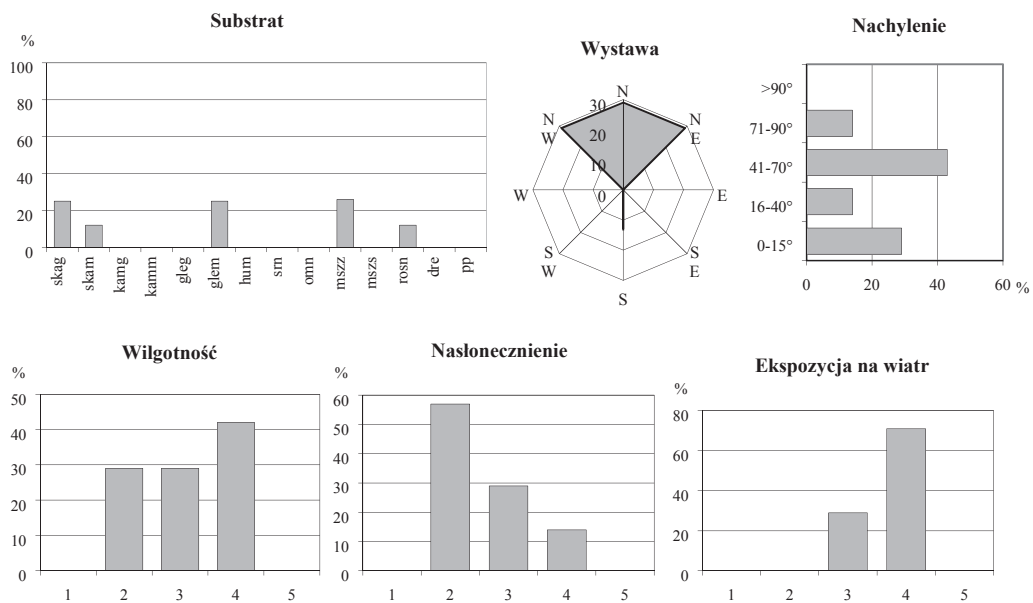 Substrat
%
100
80
60
40
20
0
skag
skam
kamg
kamm
gleg
glem
hum
srn
omn
mszz
mszs
rosn
dre
pp
Wystawa
N
N E
E
S E
S
S W
W
N W
30
20
10
0
Nachylenie
>90°
71-90°
41-70°
16-40°
0-15°
0 20 40 60 %
Wilgotność
%
50
40
30
20
10
0
1 2 3 4 5
Nasłonecznienie
%
60
50
40
30
20
10
0
1 2 3 4 5
Ekspozycja na wiatr
%
80
60
40
20
0
1 2 3 4 5